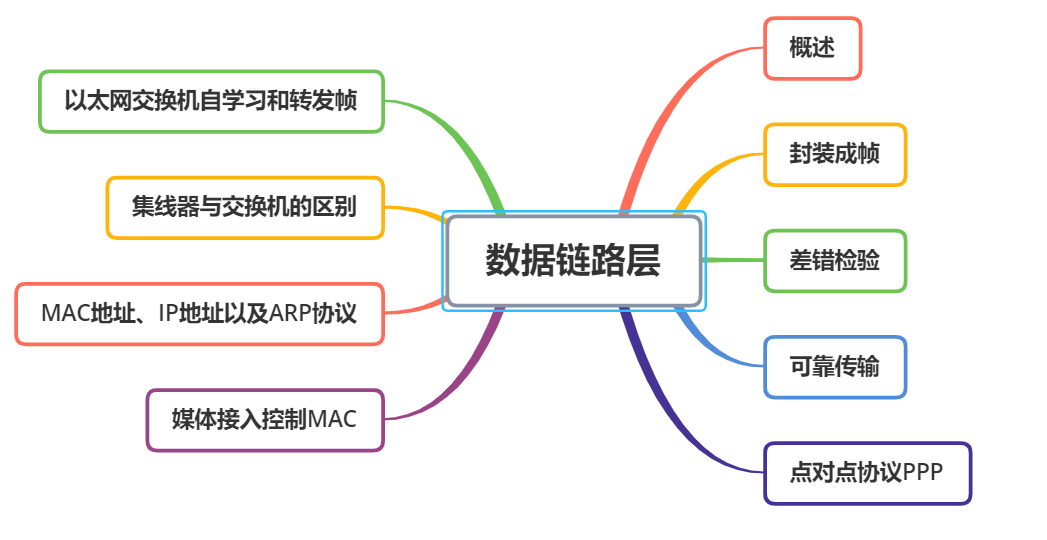 概述
以太网交换机自学习和转发帧
封装成帧
集线器与交换机的区别
数据链路层
差错检验
MAC地址、IP地址以及ARP协议
可靠传输
媒体接入控制MAC
点对点协议PPP